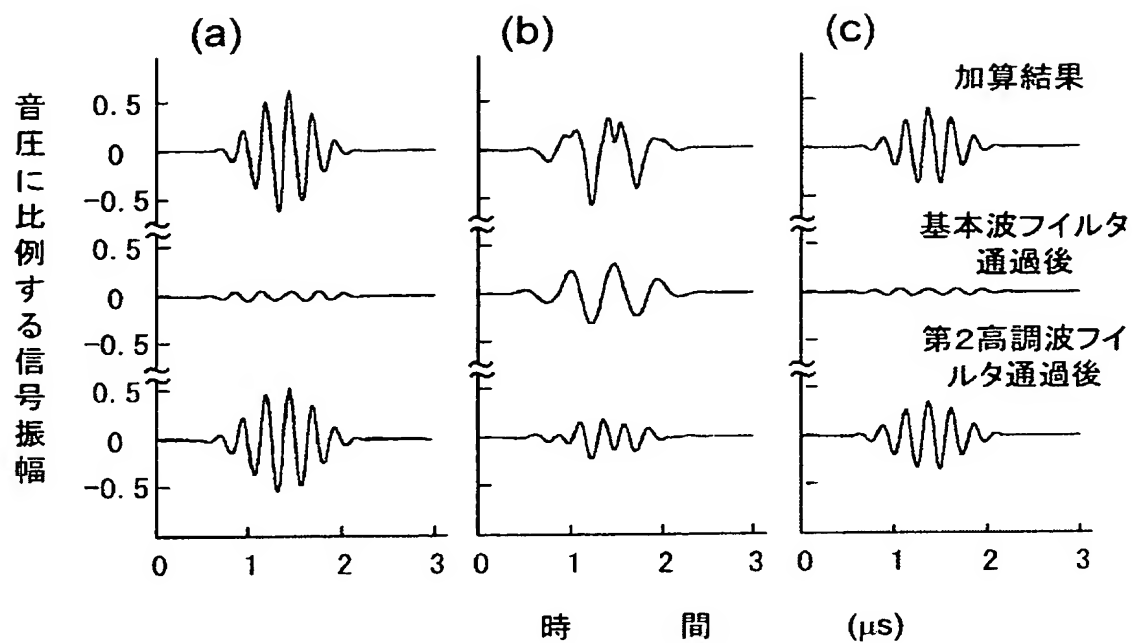 (a)
(b)
(c)
音圧に比例する信号振幅
0.5
0
-0.5
0.5
0
-0.5
0.5
0
-0.5
加算結果
基本波フイルタ
通過後
第2高調波フイ
ルタ通過後
0 1 2 3
0 1 2 3
0 1 2 3
時 間 (μs)